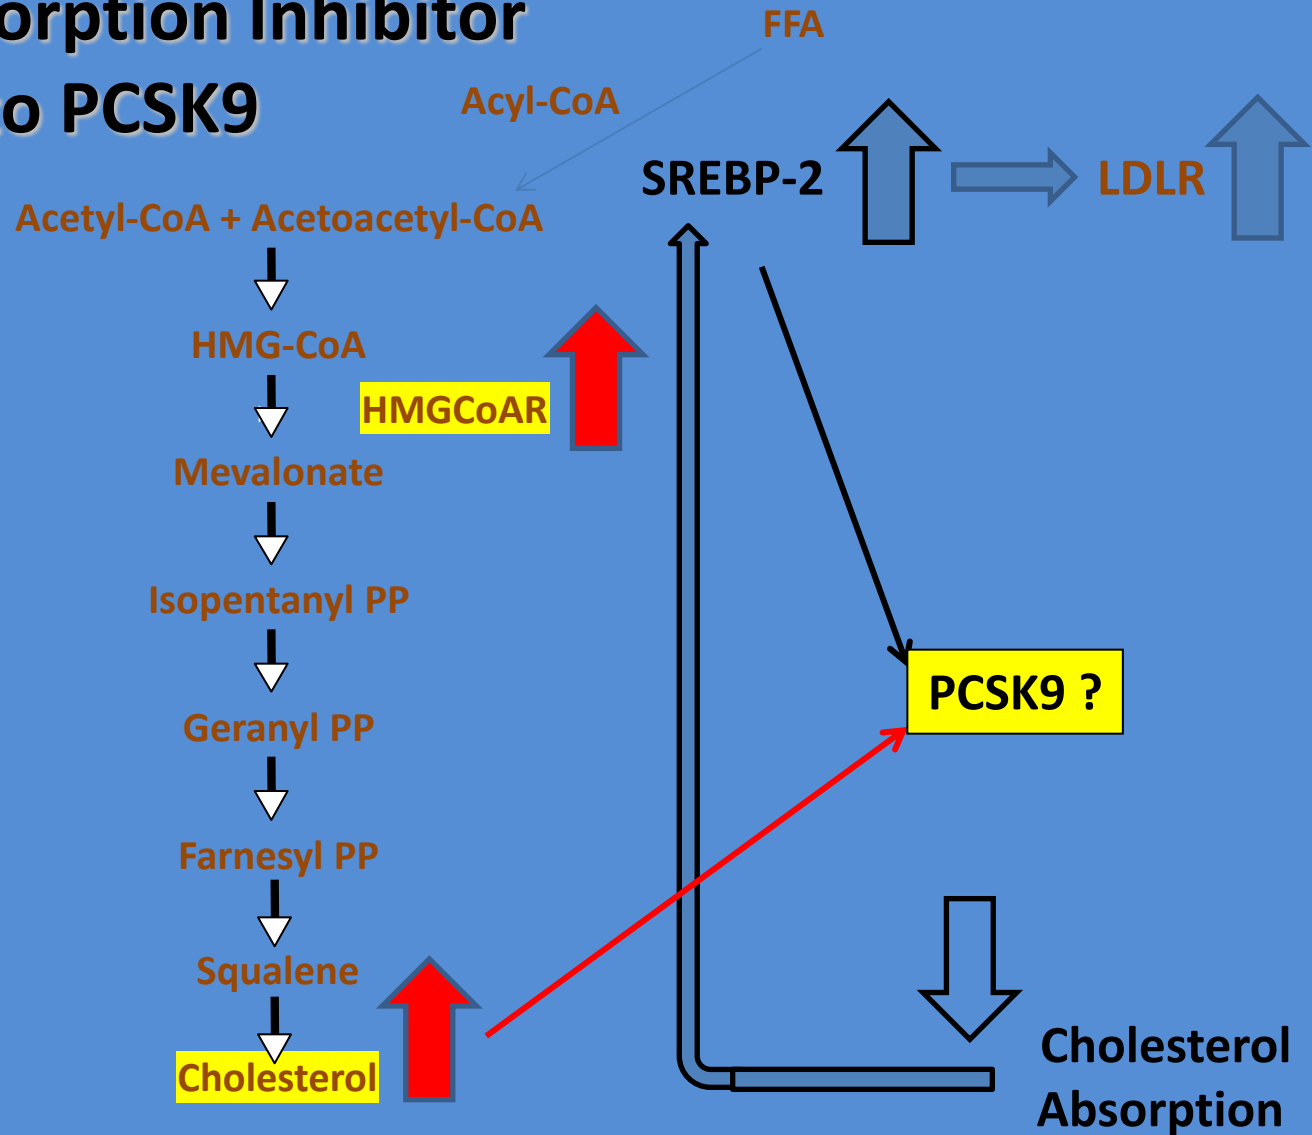 orption Inhibitor
to PCSK9
FFA
Acyl-CoA
SREBP-2
LDLR
Acetyl-CoA + Acetoacetyl-CoA
HMG-CoA
HMGCoAR
Mevalonate
Isopentanyl PP
PCSK9 ?
Geranyl PP
Farnesyl PP
Squalene
Cholesterol
Cholesterol
Absorption